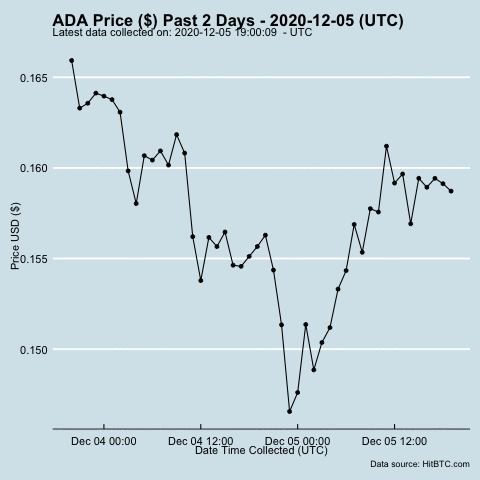 ADA Price ($) Past 2 Days - 2020-12-05 (UTC)
Latest data collected on: 2020-12-05 19:00:09  - UTC
0.165
0.160
0.155
0.150
Price USD ($)
Dec 04 00:00 Dec 04 12:00 Dec 05 00:00 Dec 05 12:00
Date Time Collected (UTC)
Data source: HitBTC.com